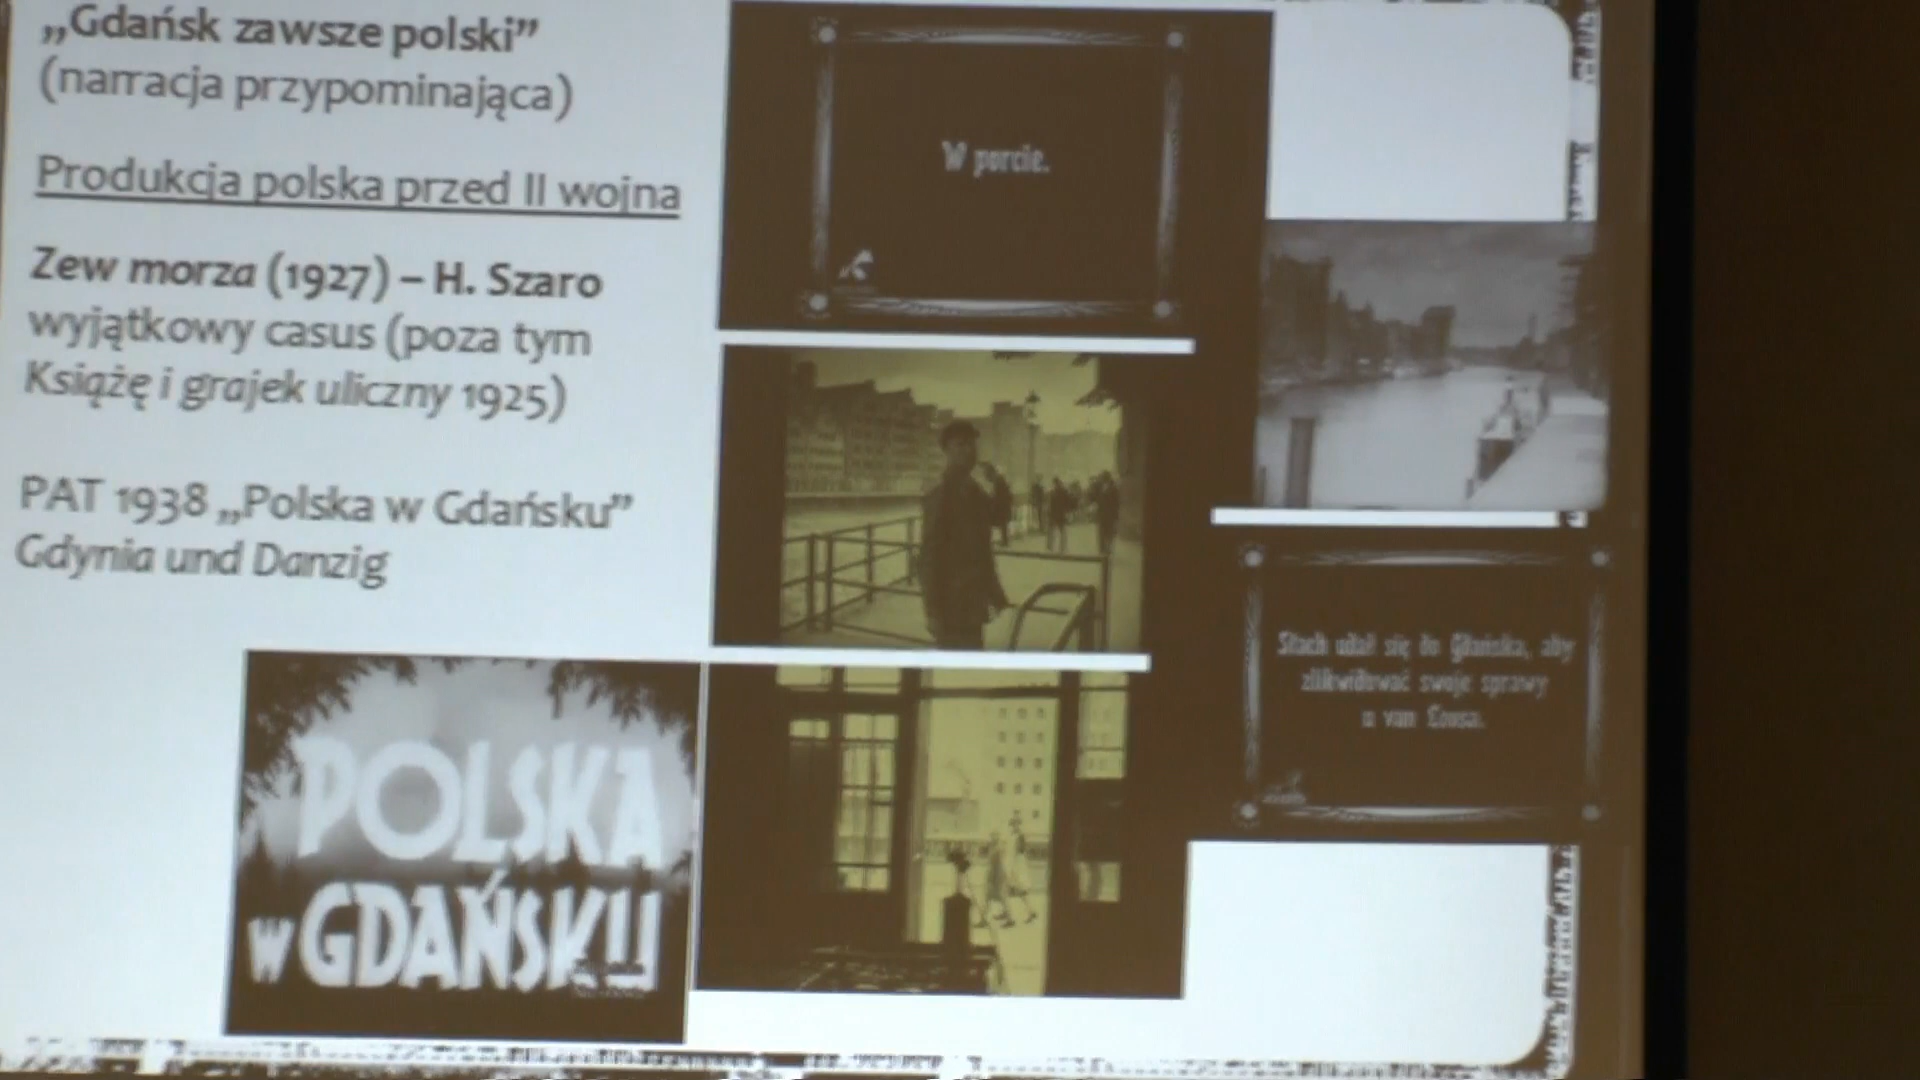 „Gdańsk zawsze polski”
(narracja przypominająca)
Produkcja polska przed II wojna
Zew morza (1927) – H. Szaro
wyjątkowy casus (poza tym
Książę i grajek uliczny 1925)
PAT 1938 „Polska w Gdańsku”
Gdynia und Danzig
W porcie.
Stach udał się do Gdańska, aby
zlikwidować swoje sprawy
u van Loosa.
POLSKA
w GDAŃSKU